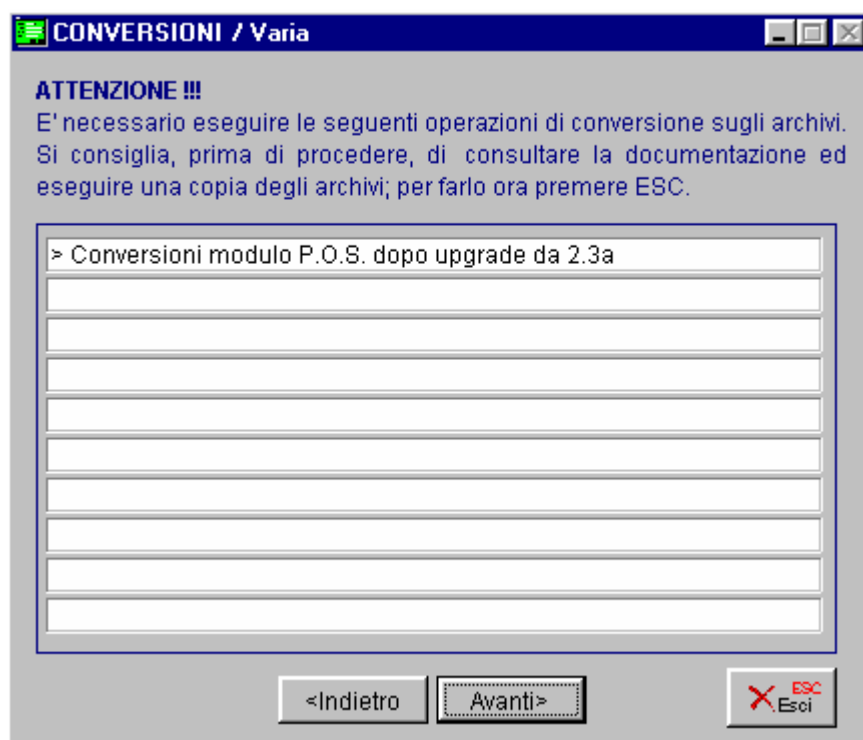 CONVERSIONI / Varia
ATTENZIONE !!!
E' necessario eseguire le seguenti operazioni di conversione sugli archivi.
Si consiglia, prima di procedere, di consultare la documentazione ed
eseguire una copia degli archivi; per farlo ora premere ESC.
> Conversioni modulo P.O.S. dopo upgrade da 2.3a
<Indietro
Avanti>
ESC
Esci